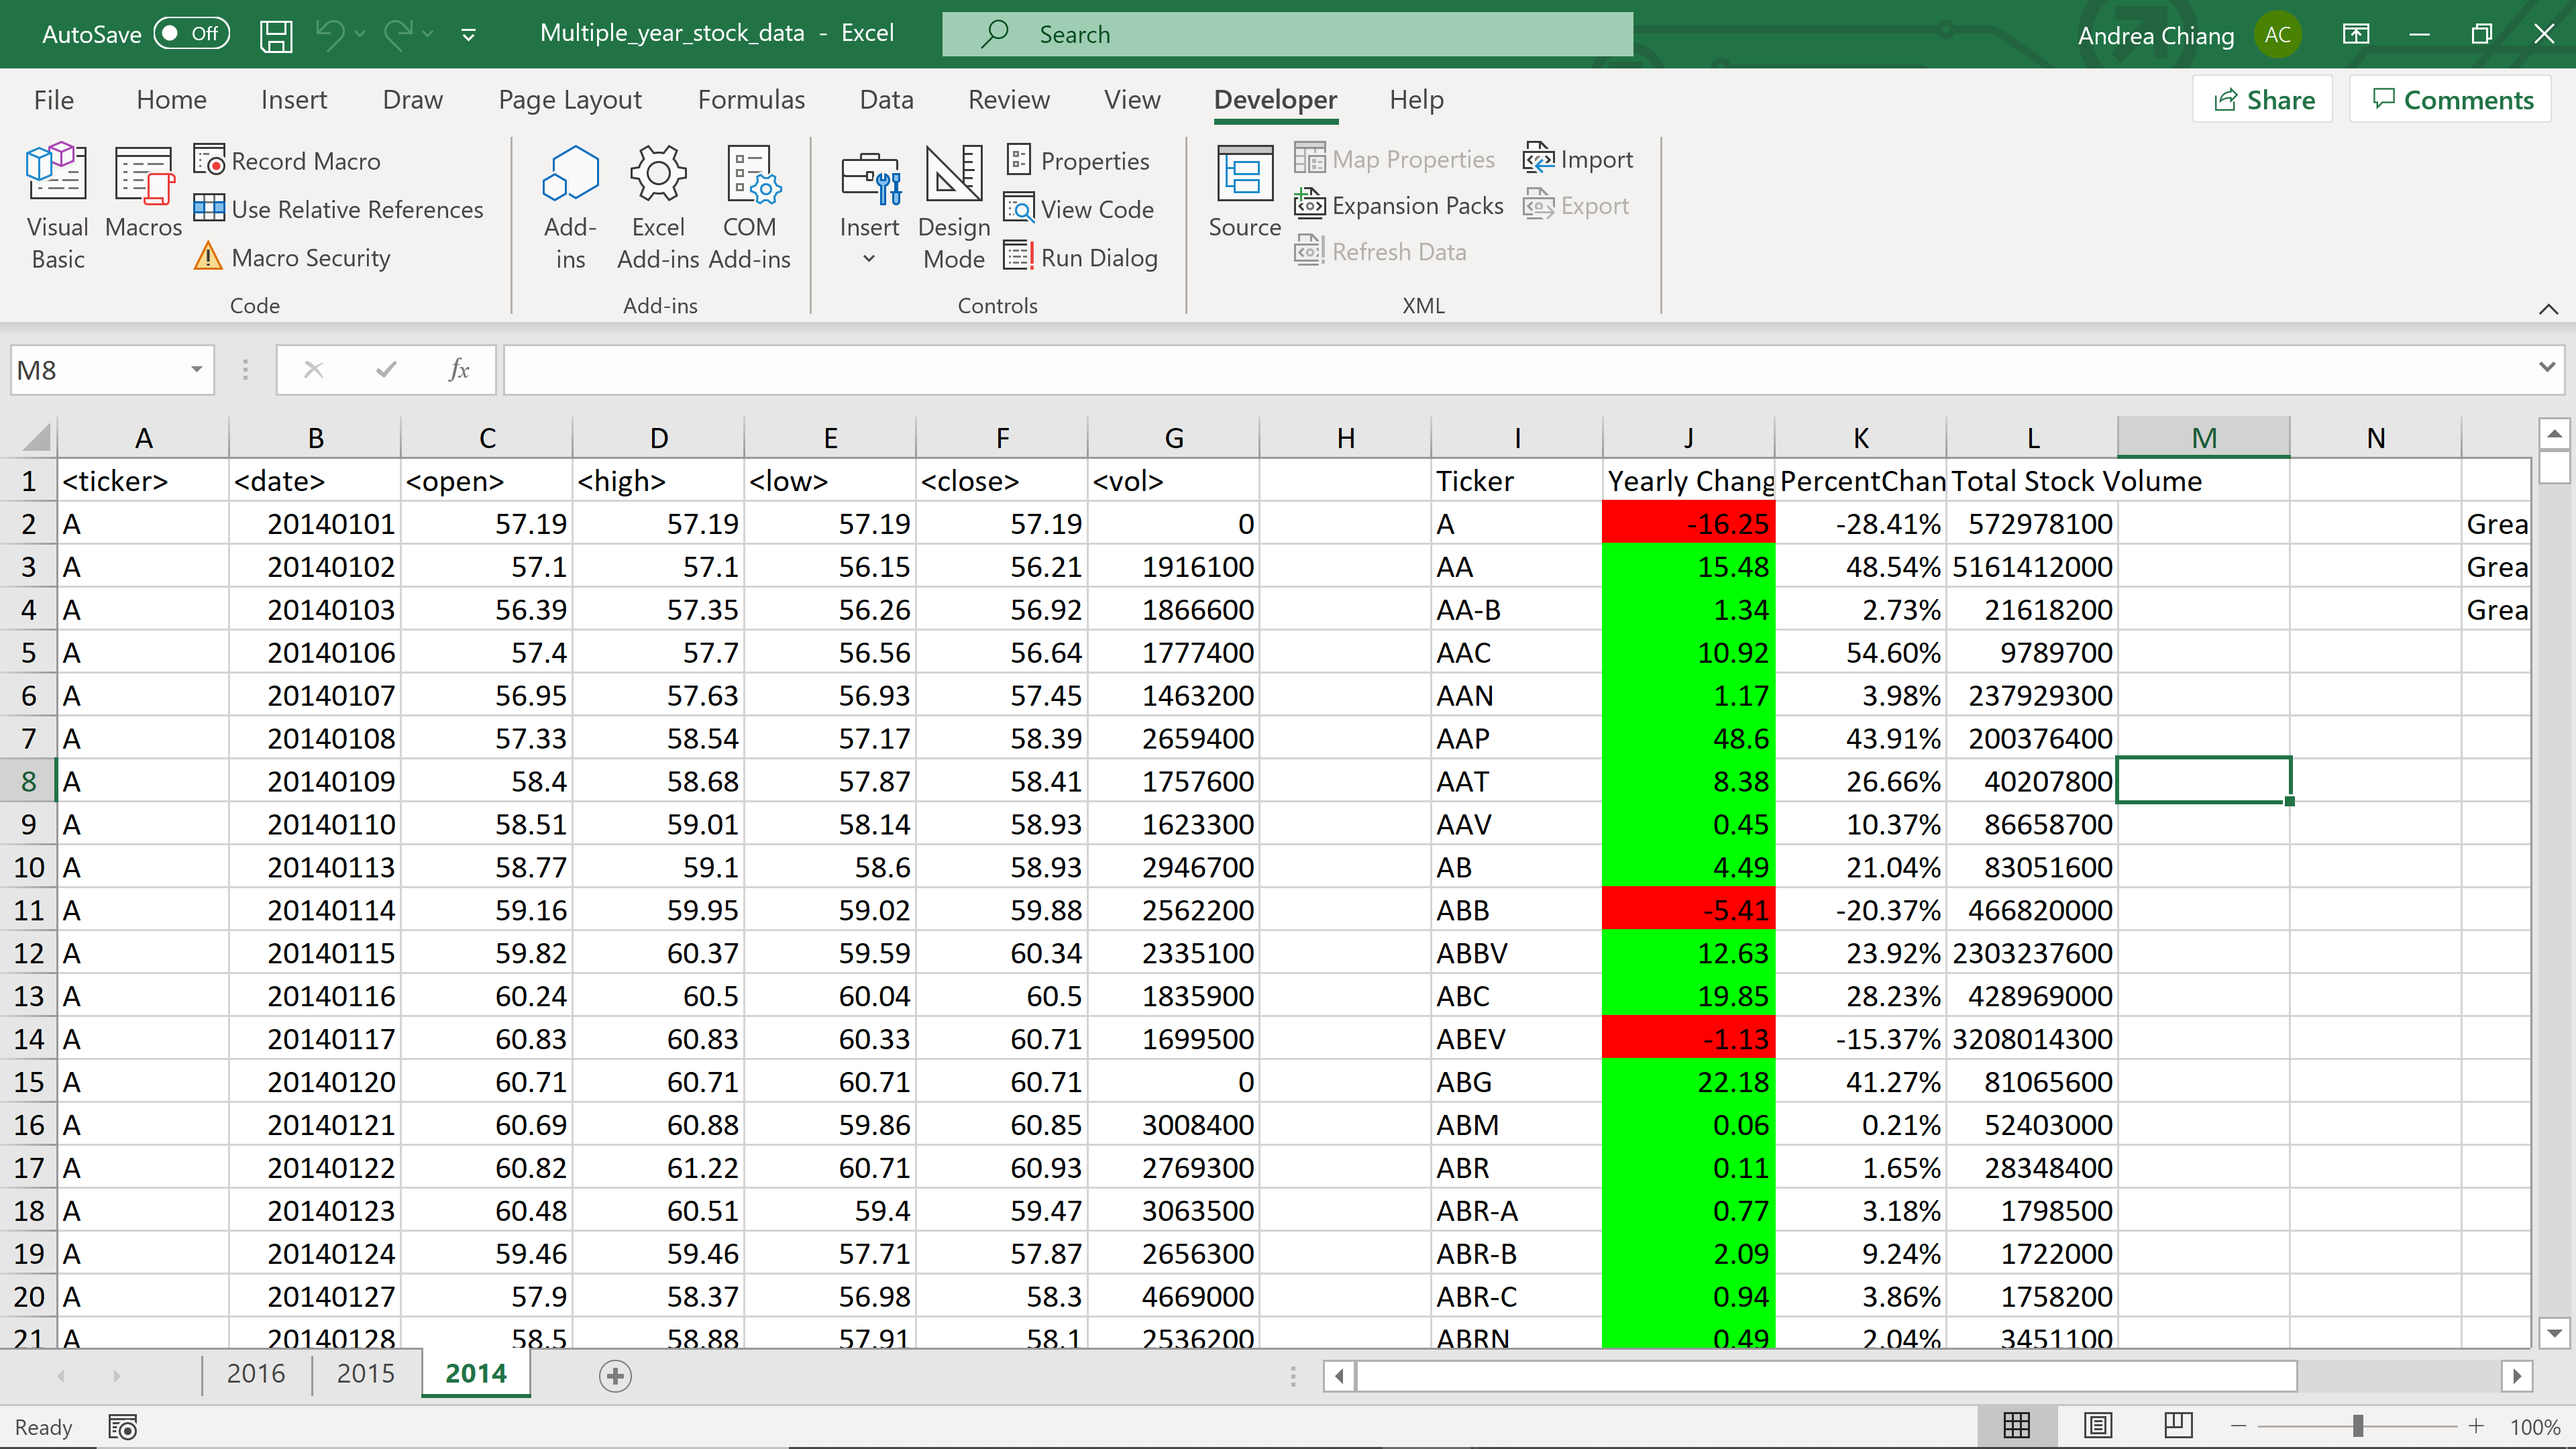 AutoSave Off Multiple_year_stock_data - Excel Search Andrea Chiang AC
File Home Insert Draw Page Layout Formulas Data Review View Developer Help Share Comments
Visual Basic
Macros
Record Macro
Use Relative References
Macro Security
Code
Add-ins
Excel Add-ins
COM Add-ins
Add-ins
Insert
Design Mode
Properties
View Code
Run Dialog
Controls
Source
Map Properties
Expansion Packs
Refresh Data
Import
Export
XML
M8 fx
A B C D E F G H I J K L M N
1 <ticker> <date> <open> <high> <low> <close> <vol> Ticker Yearly Chang PercentChan Total Stock Volume
2 A 20140101 57.19 57.19 57.19 57.19 0 A -16.25 -28.41% 572978100 Grea
3 A 20140102 57.1 57.1 56.15 56.21 1916100 AA 15.48 48.54% 5161412000 Grea
4 A 20140103 56.39 57.35 56.26 56.92 1866600 AA-B 1.34 2.73% 21618200 Grea
5 A 20140106 57.4 57.7 56.56 56.64 1777400 AAC 10.92 54.60% 9789700
6 A 20140107 56.95 57.63 56.93 57.45 1463200 AAN 1.17 3.98% 237929300
7 A 20140108 57.33 58.54 57.17 58.39 2659400 AAP 48.6 43.91% 200376400
8 A 20140109 58.4 58.68 57.87 58.41 1757600 AAT 8.38 26.66% 40207800
9 A 20140110 58.51 59.01 58.14 58.93 1623300 AAV 0.45 10.37% 86658700
10 A 20140113 58.77 59.1 58.6 58.93 2946700 AB 4.49 21.04% 83051600
11 A 20140114 59.16 59.95 59.02 59.88 2562200 ABB -5.41 -20.37% 466820000
12 A 20140115 59.82 60.37 59.59 60.34 2335100 ABBV 12.63 23.92% 2303237600
13 A 20140116 60.24 60.5 60.04 60.5 1835900 ABC 19.85 28.23% 428969000
14 A 20140117 60.83 60.83 60.33 60.71 1699500 ABEV -1.13 -15.37% 3208014300
15 A 20140120 60.71 60.71 60.71 60.71 0 ABG 22.18 41.27% 81065600
16 A 20140121 60.69 60.88 59.86 60.85 3008400 ABM 0.06 0.21% 52403000
17 A 20140122 60.82 61.22 60.71 60.93 2769300 ABR 0.11 1.65% 28348400
18 A 20140123 60.48 60.51 59.4 59.47 3063500 ABR-A 0.77 3.18% 1798500
19 A 20140124 59.46 59.46 57.71 57.87 2656300 ABR-B 2.09 9.24% 1722000
20 A 20140127 57.9 58.37 56.98 58.3 4669000 ABR-C 0.94 3.86% 1758200
21 A 20140128 58.5 58.88 57.91 58.1 2536200 ABRN 0.49 2.04% 3451100
2016 2015 2014
Ready 100%